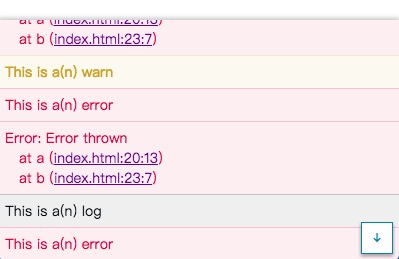 at a (index.html:20:13)
at b (index.html:23:7)
This is a(n) warn
This is a(n) error
Error: Error thrown
at a (index.html:20:13)
at b (index.html:23:7)
This is a(n) log
This is a(n) error